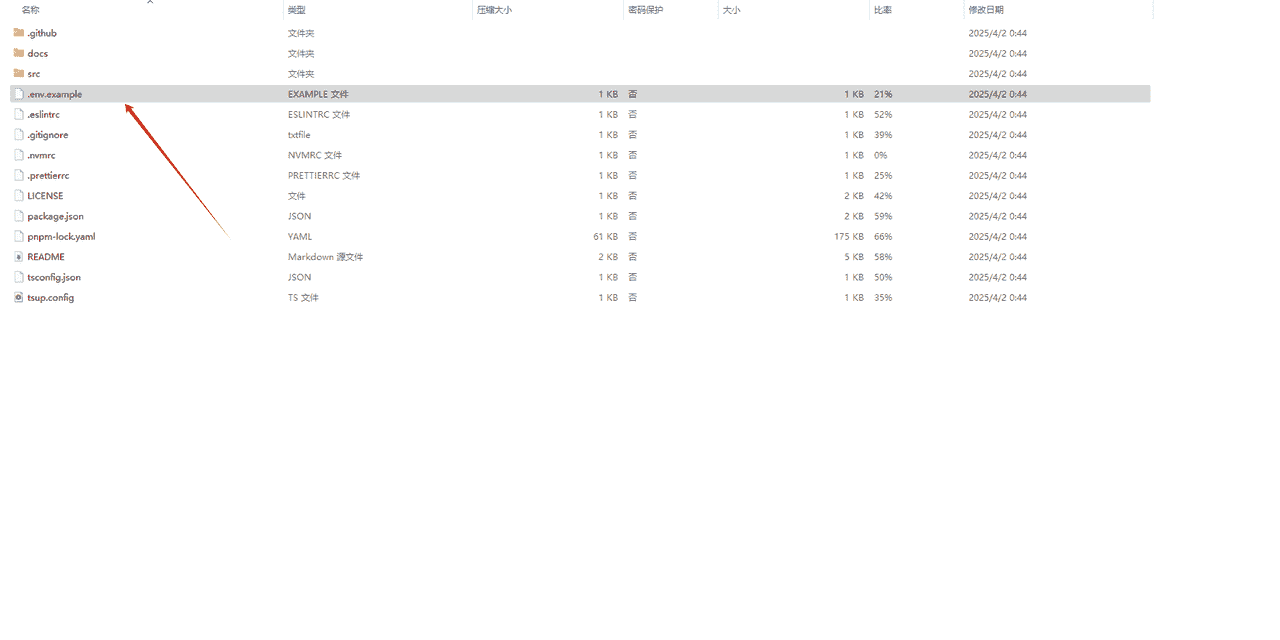 名称 类型 压缩大小 密码保护 大小 比率 修改日期
.github 文件夹 2025/4/2 0:44
docs 文件夹 2025/4/2 0:44
src 文件夹 2025/4/2 0:44
.env.example EXAMPLE 文件 1 KB 否 1 KB 21% 2025/4/2 0:44
.eslintrc ESLINTRC 文件 1 KB 否 1 KB 52% 2025/4/2 0:44
.gitignore txtfile 1 KB 否 1 KB 39% 2025/4/2 0:44
.nvmrc NVMRC 文件 1 KB 否 1 KB 0% 2025/4/2 0:44
.prettierrc PRETTIERRC 文件 1 KB 否 1 KB 25% 2025/4/2 0:44
LICENSE 文件 1 KB 否 2 KB 42% 2025/4/2 0:44
package.json JSON 1 KB 否 2 KB 59% 2025/4/2 0:44
pnpm-lock.yaml YAML 61 KB 否 175 KB 66% 2025/4/2 0:44
README Markdown 源文件 2 KB 否 5 KB 58% 2025/4/2 0:44
tsconfig.json JSON 1 KB 否 1 KB 50% 2025/4/2 0:44
tsup.config TS 文件 1 KB 否 1 KB 35% 2025/4/2 0:44